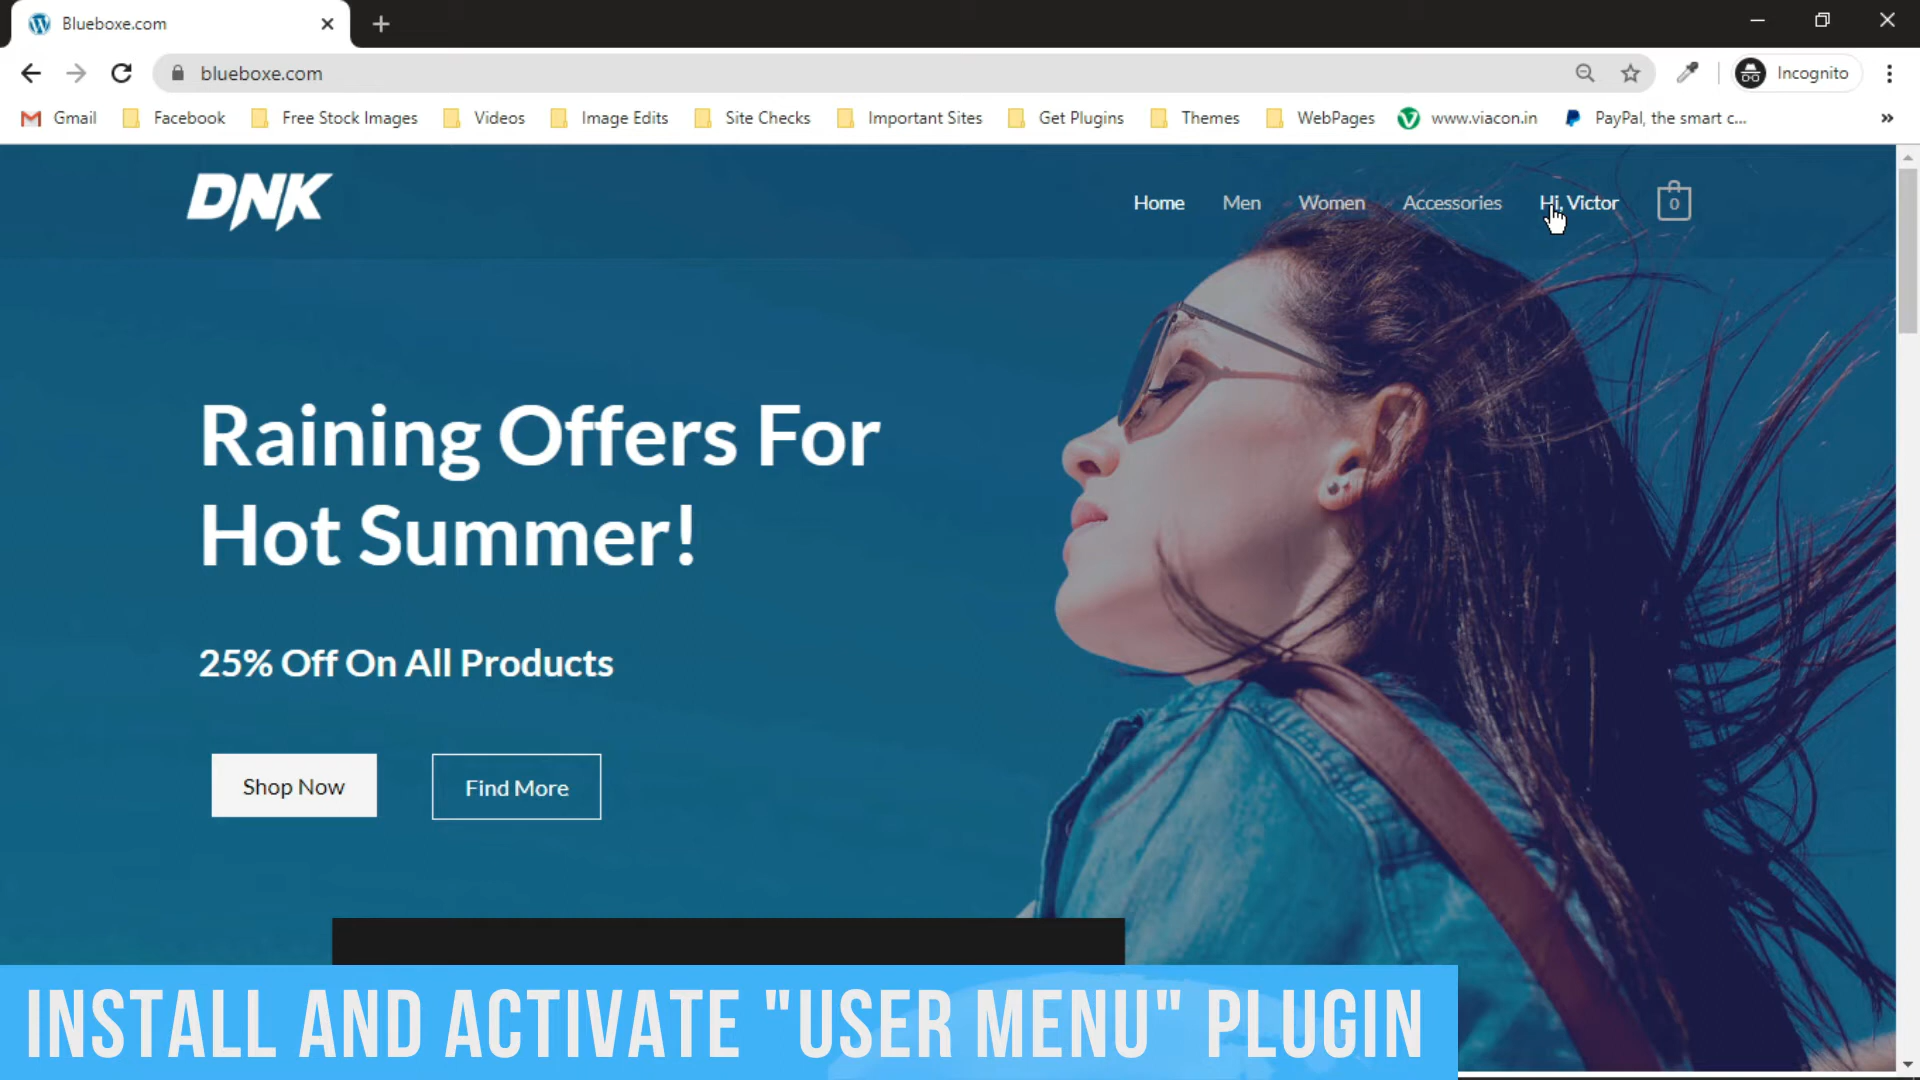 Blueboxe.com
blueboxe.com
Incognito
Gmail
Facebook
Free Stock Images
Videos
Image Edits
Site Checks
Important Sites
Get Plugins
Themes
WebPages
www.viacon.in
PayPal, the smart c...
DNK
Home
Men
Women
Accessories
Hi, Victor
0
Raining Offers For
Hot Summer!
25% Off On All Products
Shop Now
Find More
INSTALL AND ACTIVATE "USER MENU" PLUGIN